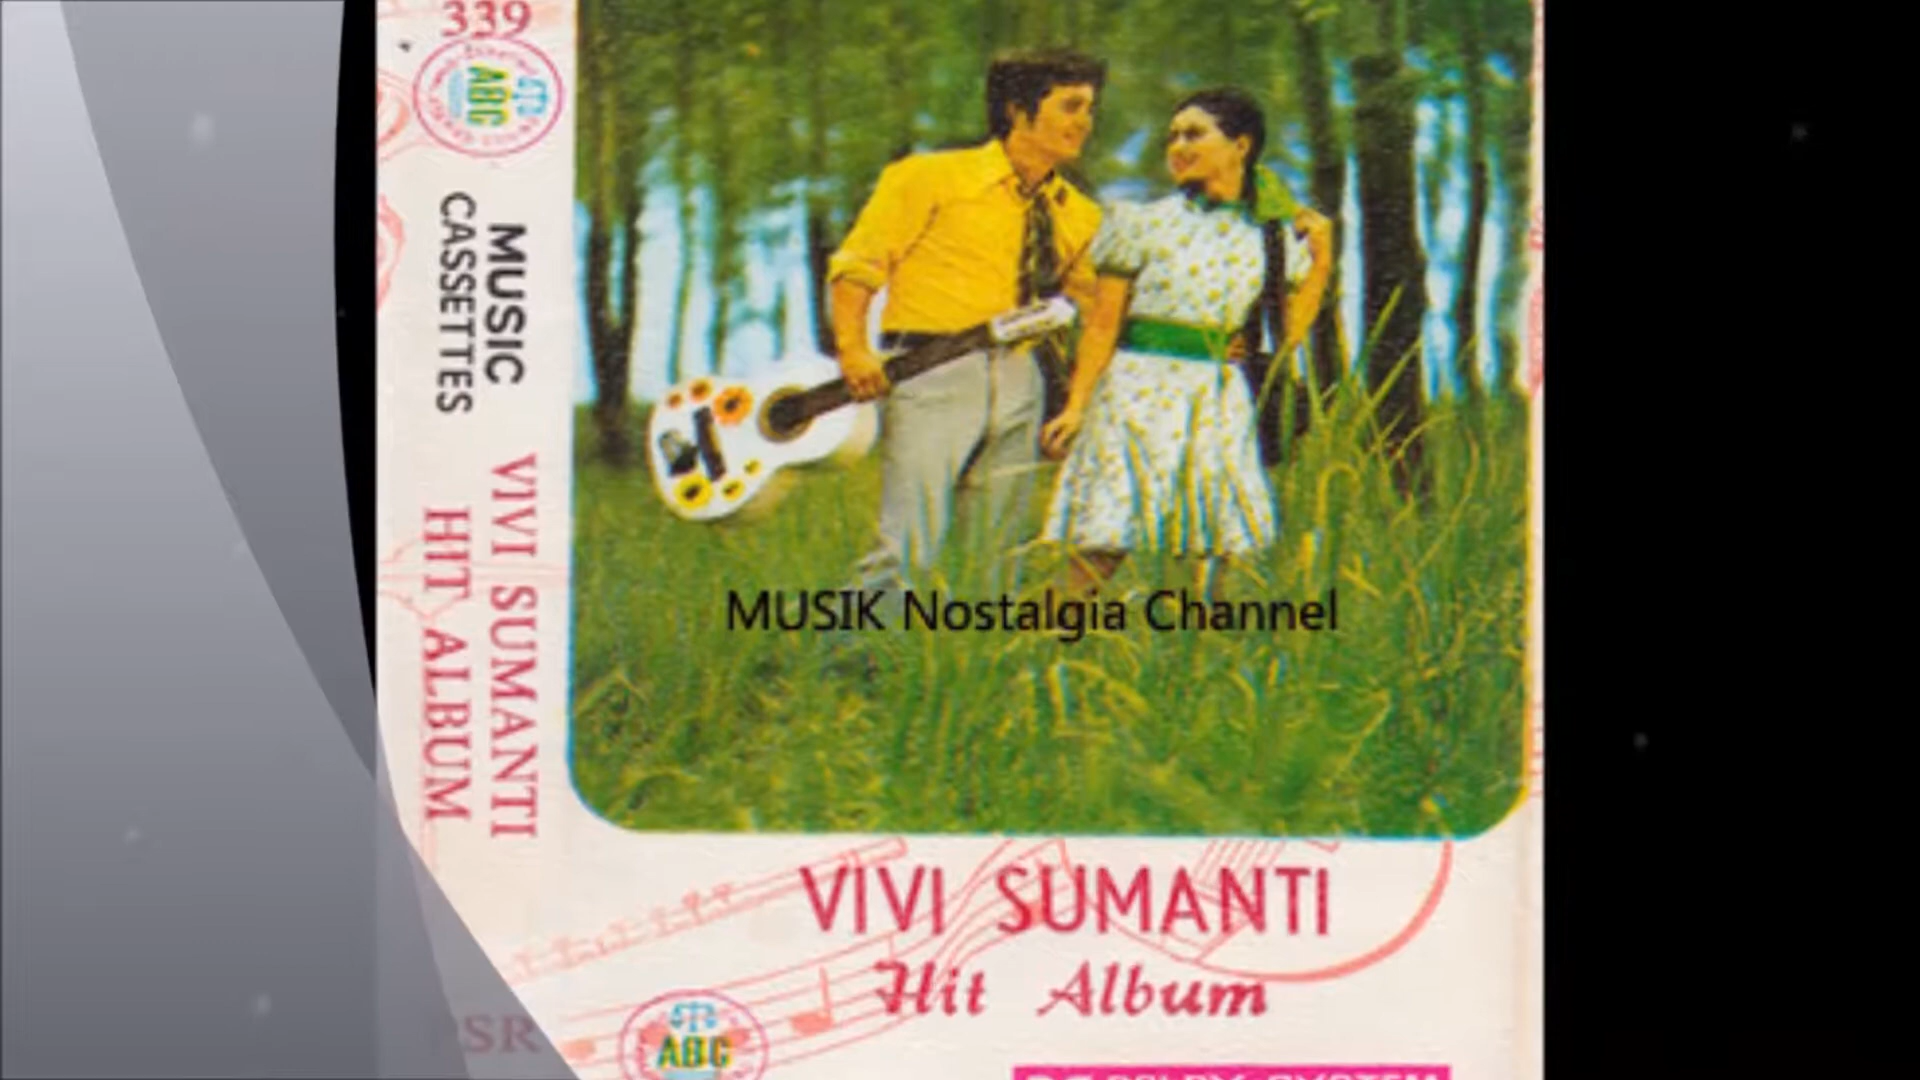 339
ABC
MUSIC
CASSETTES
VIVI SUMANTI
HIT ALBUM
MUSIK Nostalgia Channel
VIVI SUMANTI
Hit Album
ABC